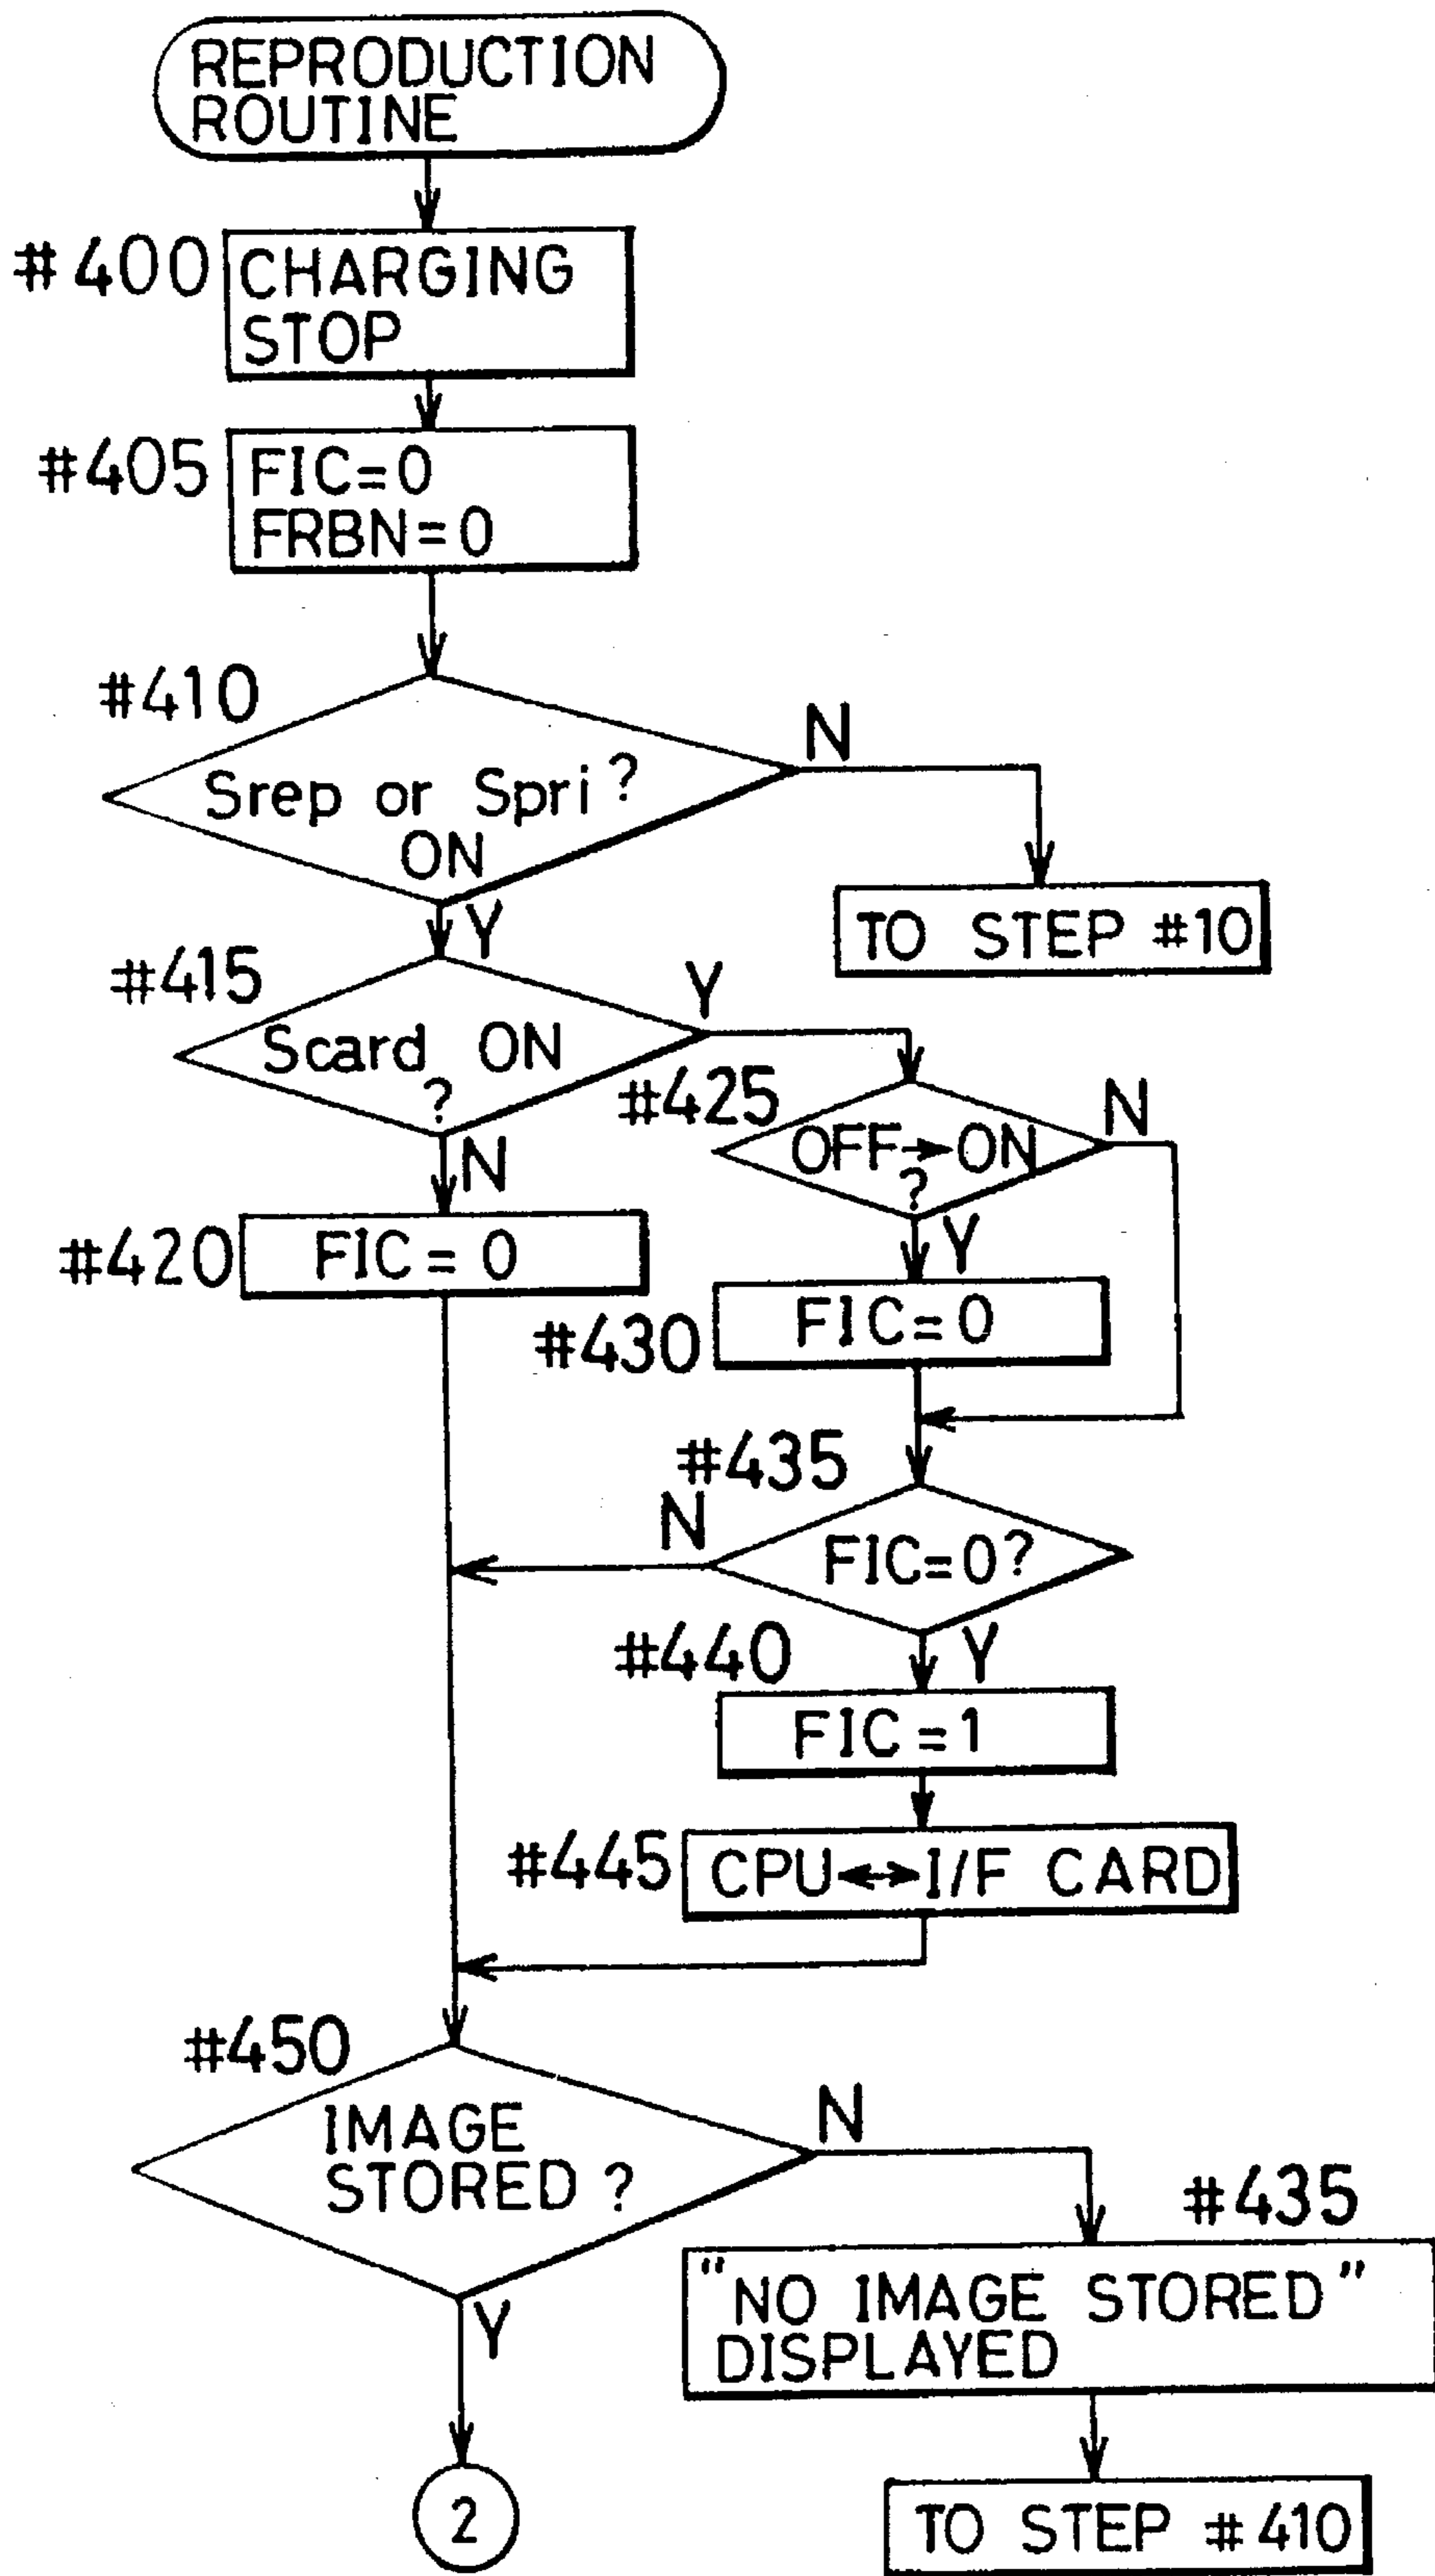 REPRODUCTION
ROUTINE
#400
CHARGING
STOP
#405
FIC=0
FRBN=0
#410
Srep or Spri?
ON
N
Y
TO STEP #10
#415
Scard ON
?
Y
N
#425
OFF→ON
?
N
Y
#420
FIC=0
#430
FIC=0
#435
FIC=0?
N
Y
#440
FIC=1
#445
CPU↔I/F CARD
#450
IMAGE
STORED?
N
Y
#435
"NO IMAGE STORED"
DISPLAYED
2
TO STEP #410